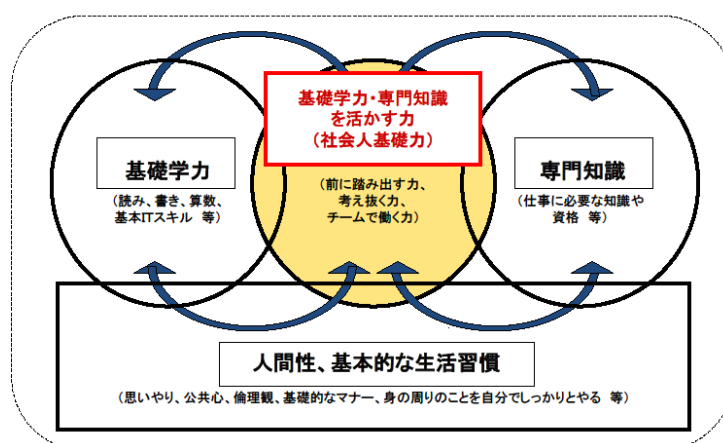 基礎学力・専門知識
を活かす力
(社会人基礎力)
基礎学力
(読み、書き、算数、
基本ITスキル 等)
(前に踏み出す力、
考え抜く力、
チームで働く力)
専門知識
(仕事に必要な知識や
資格 等)
人間性、基本的な生活習慣
(思いやり、公共心、倫理観、基礎的なマナー、身の周りのことを自分でしっかりとやる 等)